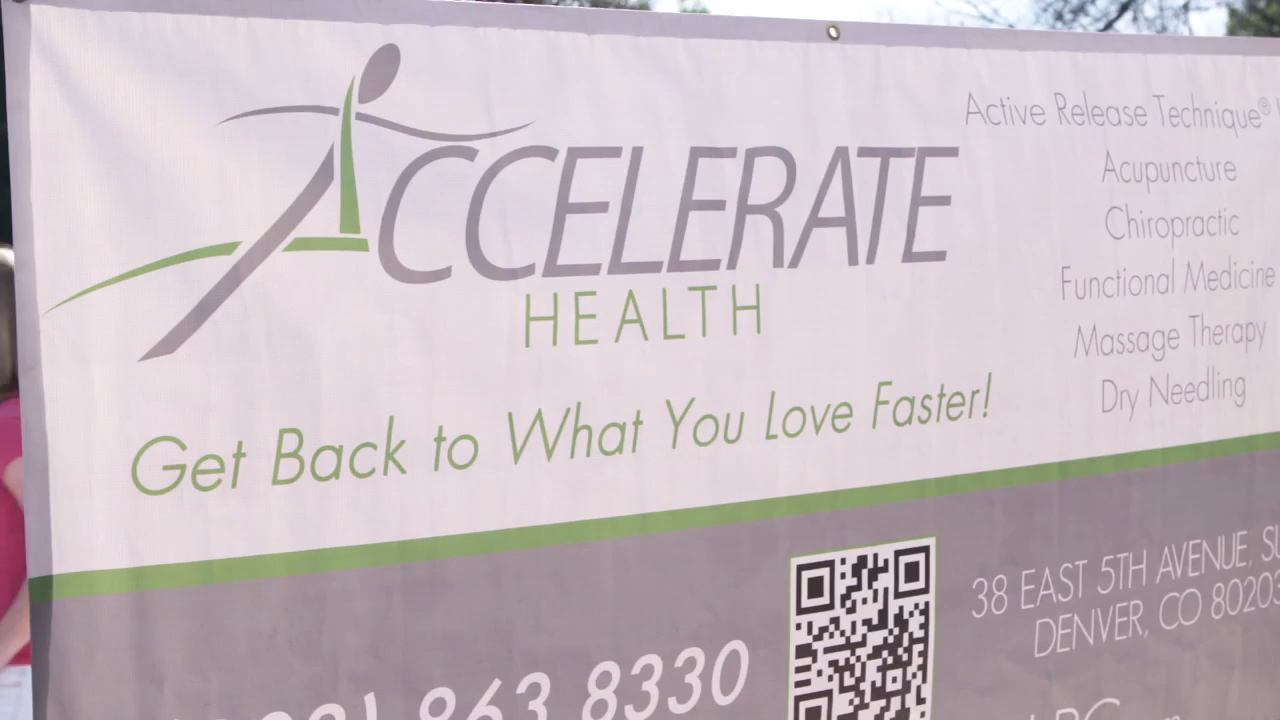 ACCELERATE
HEALTH
Get Back to What You Love Faster!
Active Release Technique®
Acupuncture
Chiropractic
Functional Medicine
Massage Therapy
Dry Needling
863 8330
38 EAST 5TH AVENUE,
DENVER, CO 80203